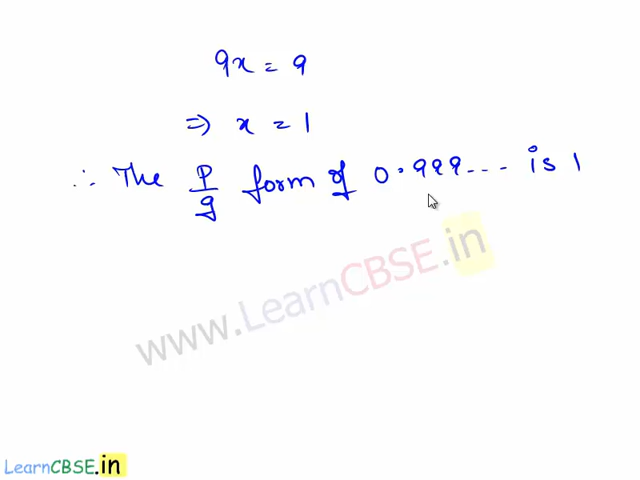 9x = 9
⇒ x = 1
∴ The p/q form of 0.999... is 1
www.LearnCBSE.in
LearnCBSE.in